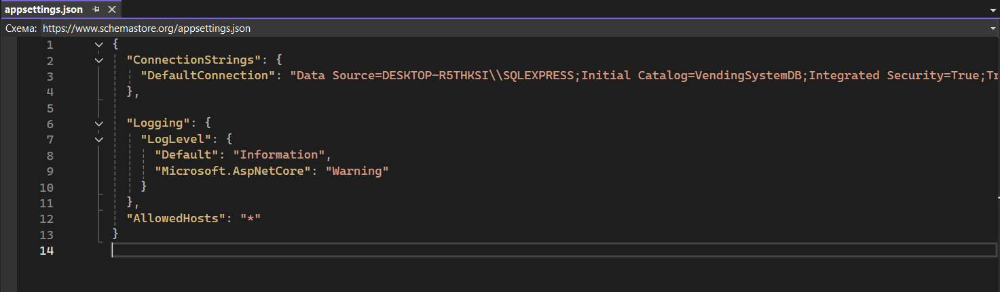 appsettings.json
Схема: https://www.schemastore.org/appsettings.json
1 {
2 "ConnectionStrings": {
3 "DefaultConnection": "Data Source=DESKTOP-R5THKSI\\SQLEXPRESS;Initial Catalog=VendingSystemDB;Integrated Security=True;Tr
4 },
5
6 "Logging": {
7 "LogLevel": {
8 "Default": "Information",
9 "Microsoft.AspNetCore": "Warning"
10 }
11 },
12 "AllowedHosts": "*"
13 }
14